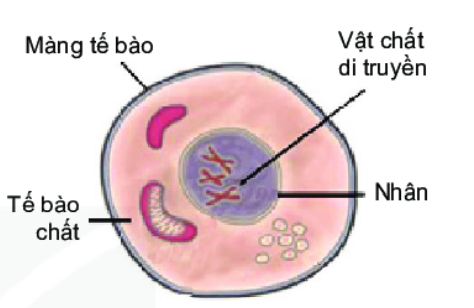 Màng tế bào
Vật chất
di truyền
Nhân
Tế bào
chất